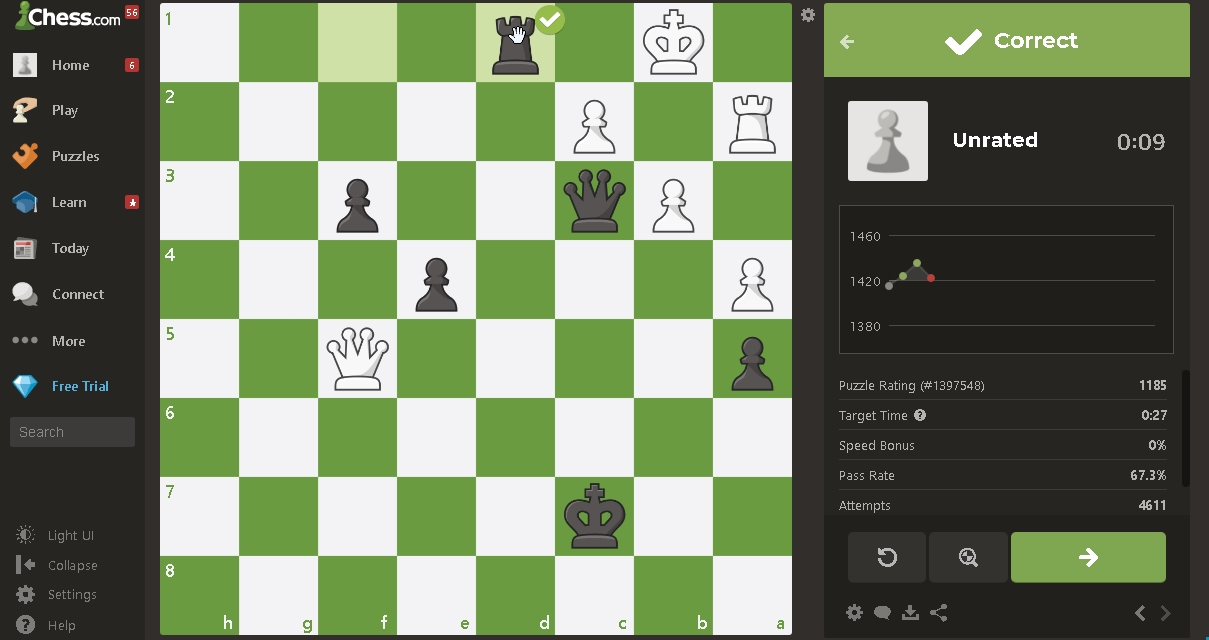 Chess.com 56
Home 6
Play
Puzzles
Learn
Today
Connect
More
Free Trial
Search
Light UI
Collapse
Settings
Help
1
2
3
4
5
6
7
8
h g f e d c b a
Correct
Unrated 0:09
1460
1420
1380
Puzzle Rating (#1397548) 1185
Target Time ? 0:27
Speed Bonus 0%
Pass Rate 67.3%
Attempts 4611